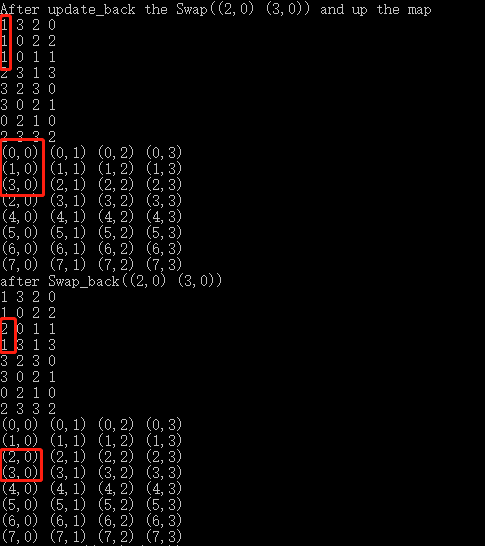 After update_back the Swap((2,0) (3,0)) and up the map
1 3 2 0
1 0 2 2
1 0 1 1
2 3 1 3
3 2 3 0
3 0 2 1
0 2 1 0
2 3 3 2
(0,0) (0,1) (0,2) (0,3)
(1,0) (1,1) (1,2) (1,3)
(3,0) (2,1) (2,2) (2,3)
(2,0) (3,1) (3,2) (3,3)
(4,0) (4,1) (4,2) (4,3)
(5,0) (5,1) (5,2) (5,3)
(6,0) (6,1) (6,2) (6,3)
(7,0) (7,1) (7,2) (7,3)
after Swap_back((2,0) (3,0))
1 3 2 0
1 0 2 2
2 0 1 1
1 3 1 3
3 2 3 0
3 0 2 1
0 2 1 0
2 3 3 2
(0,0) (0,1) (0,2) (0,3)
(1,0) (1,1) (1,2) (1,3)
(2,0) (2,1) (2,2) (2,3)
(3,0) (3,1) (3,2) (3,3)
(4,0) (4,1) (4,2) (4,3)
(5,0) (5,1) (5,2) (5,3)
(6,0) (6,1) (6,2) (6,3)
(7,0) (7,1) (7,2) (7,3)